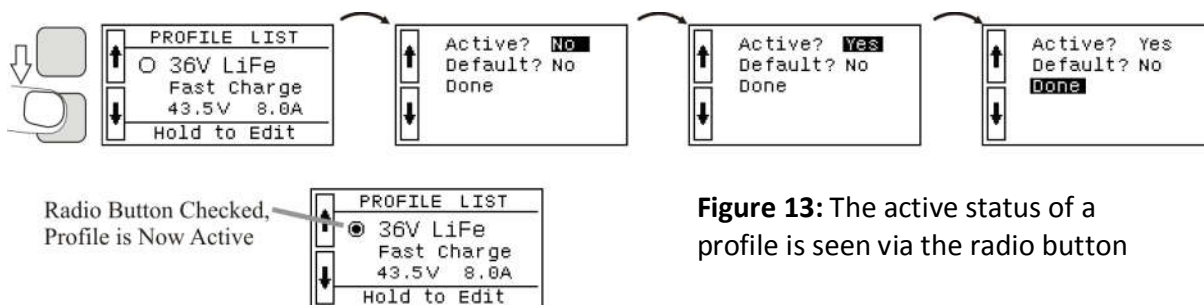 PROFILE LIST
36V LiFe
Fast Charge
43.5V 8.0A
Hold to Edit
Active? No
Default? No
Done
Active? Yes
Default? No
Done
Active? Yes
Default? No
Done
Radio Button Checked,
Profile is Now Active
PROFILE LIST
36V LiFe
Fast Charge
43.5V 8.0A
Hold to Edit
Figure 13: The active status of a
profile is seen via the radio button